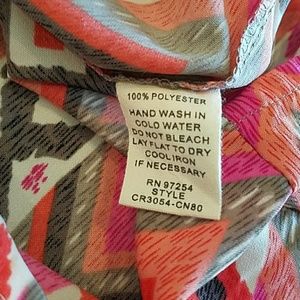 100% POLYESTER
HAND WASH IN
COLD WATER
DO NOT BLEACH
LAY FLAT TO DRY
COOL IRON
IF NECESSARY
RN 97254
STYLE
CR3054-CN80